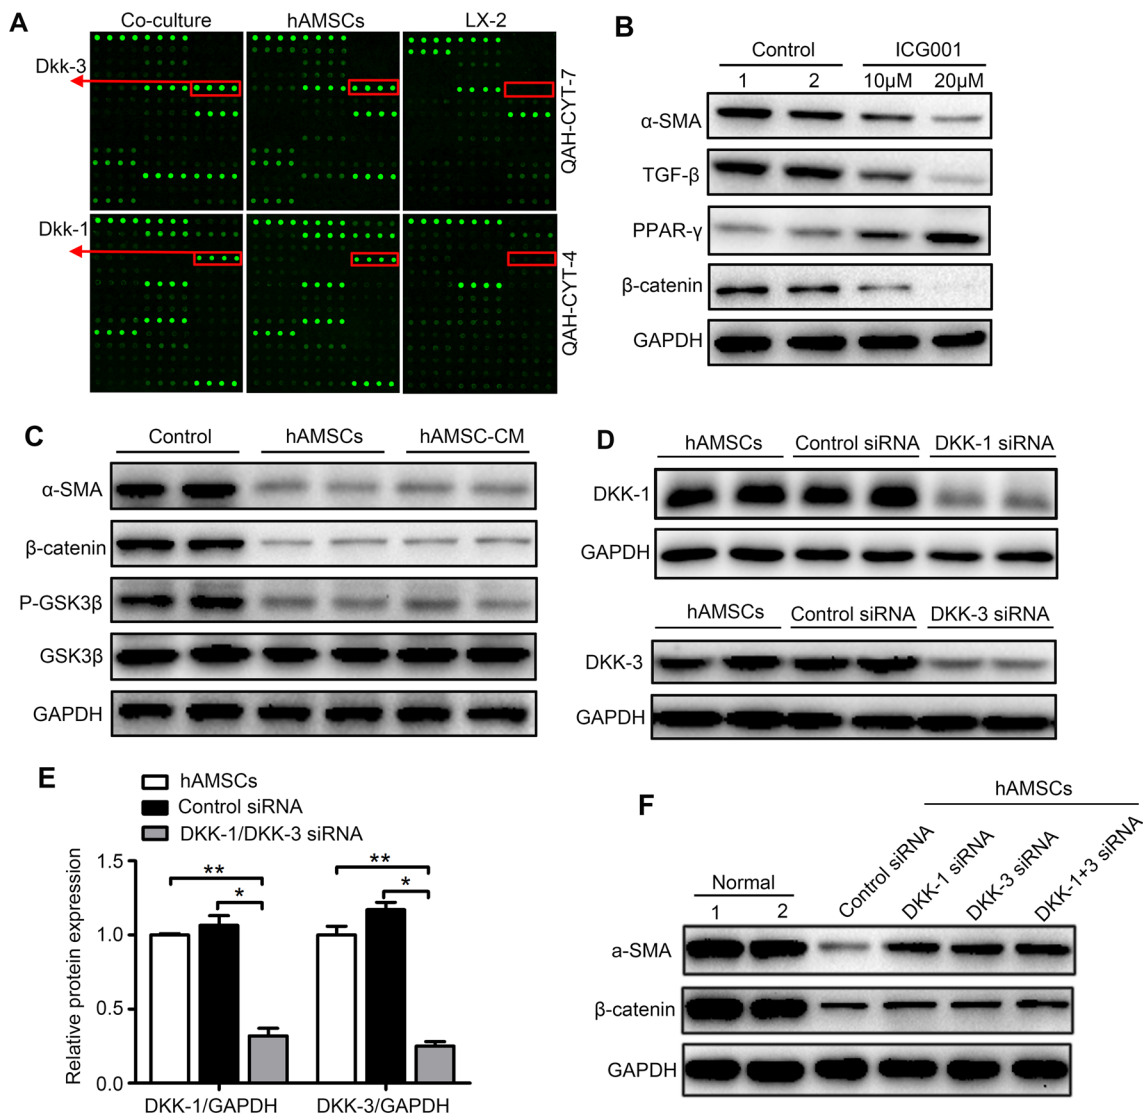 A
Co-culture hAMSCs LX-2
Dkk-3
QAH-CYT-7
Dkk-1
QAH-CYT-4
B
Control ICG001
1 2 10μM 20μM
α-SMA
TGF-β
PPAR-γ
β-catenin
GAPDH
C
Control hAMSCs hAMSC-CM
α-SMA
β-catenin
P-GSK3β
GSK3β
GAPDH
D
hAMSCs Control siRNA DKK-1 siRNA
DKK-1
GAPDH
hAMSCs Control siRNA DKK-3 siRNA
DKK-3
GAPDH
E
hAMSCs
Control siRNA
DKK-1/DKK-3 siRNA
Relative protein expression
1.5
1.0
0.5
0.0
** **
* *
DKK-1/GAPDH DKK-3/GAPDH
F
hAMSCs
Normal
1 2
Control siRNA
DKK-1 siRNA
DKK-3 siRNA
DKK-1+3 siRNA
a-SMA
β-catenin
GAPDH